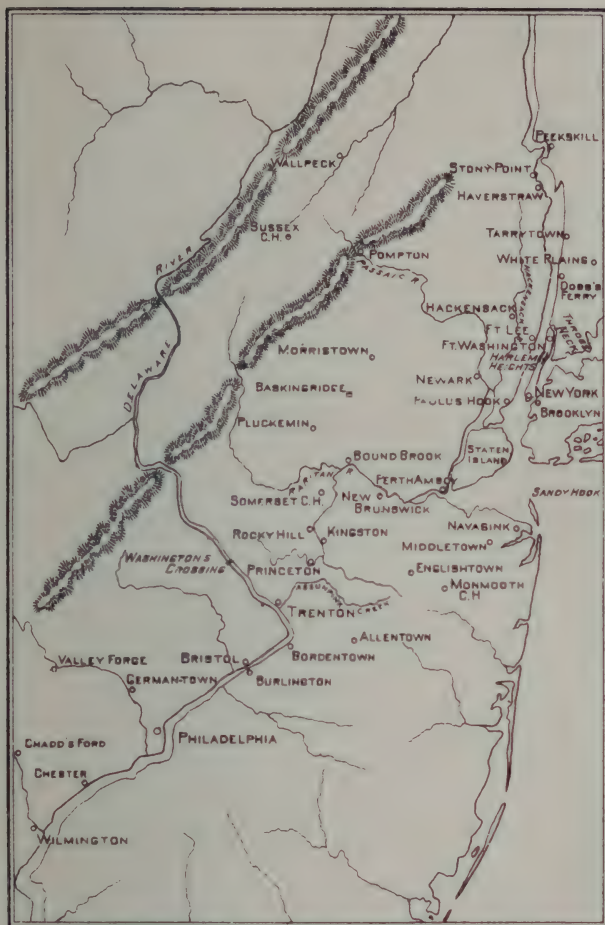 PEEKSKILL
WALLPECK
STONY POINT
HAVERSTRAW
SUSSEX
C.H.
TARRYTOWN
RIVER
POMPTON
WHITE PLAINS
PASSAIC R.
DOBB'S
FERRY
HACKENSACK
FT. LEE
THROGS
NECK
MORRISTOWN
FT. WASHINGTON
HARLEM
HEIGHTS
DELAWARE
NEWARK
BASKINGRIDGE
PAULUS HOOK
NEW YORK
BROOKLYN
PLUCKEMIN
BOUND BROOK
STATEN
ISLAND
RARITAN R.
PERTH AMBOY
SOMERSET C.H.
NEW
BRUNSWICK
SANDY HOOK
ROCKY HILL
KINGSTON
NAVASINK
MIDDLETOWN
WASHINGTONS
CROSSING
PRINCETON
ENGLISHTOWN
MONMOUTH
C.H.
TRENTON
CREEK
ALLENTOWN
VALLEY FORGE
BRISTOL
BORDENTOWN
GERMAN-TOWN
BURLINGTON
PHILADELPHIA
CHADD'S FORD
CHESTER
WILMINGTON